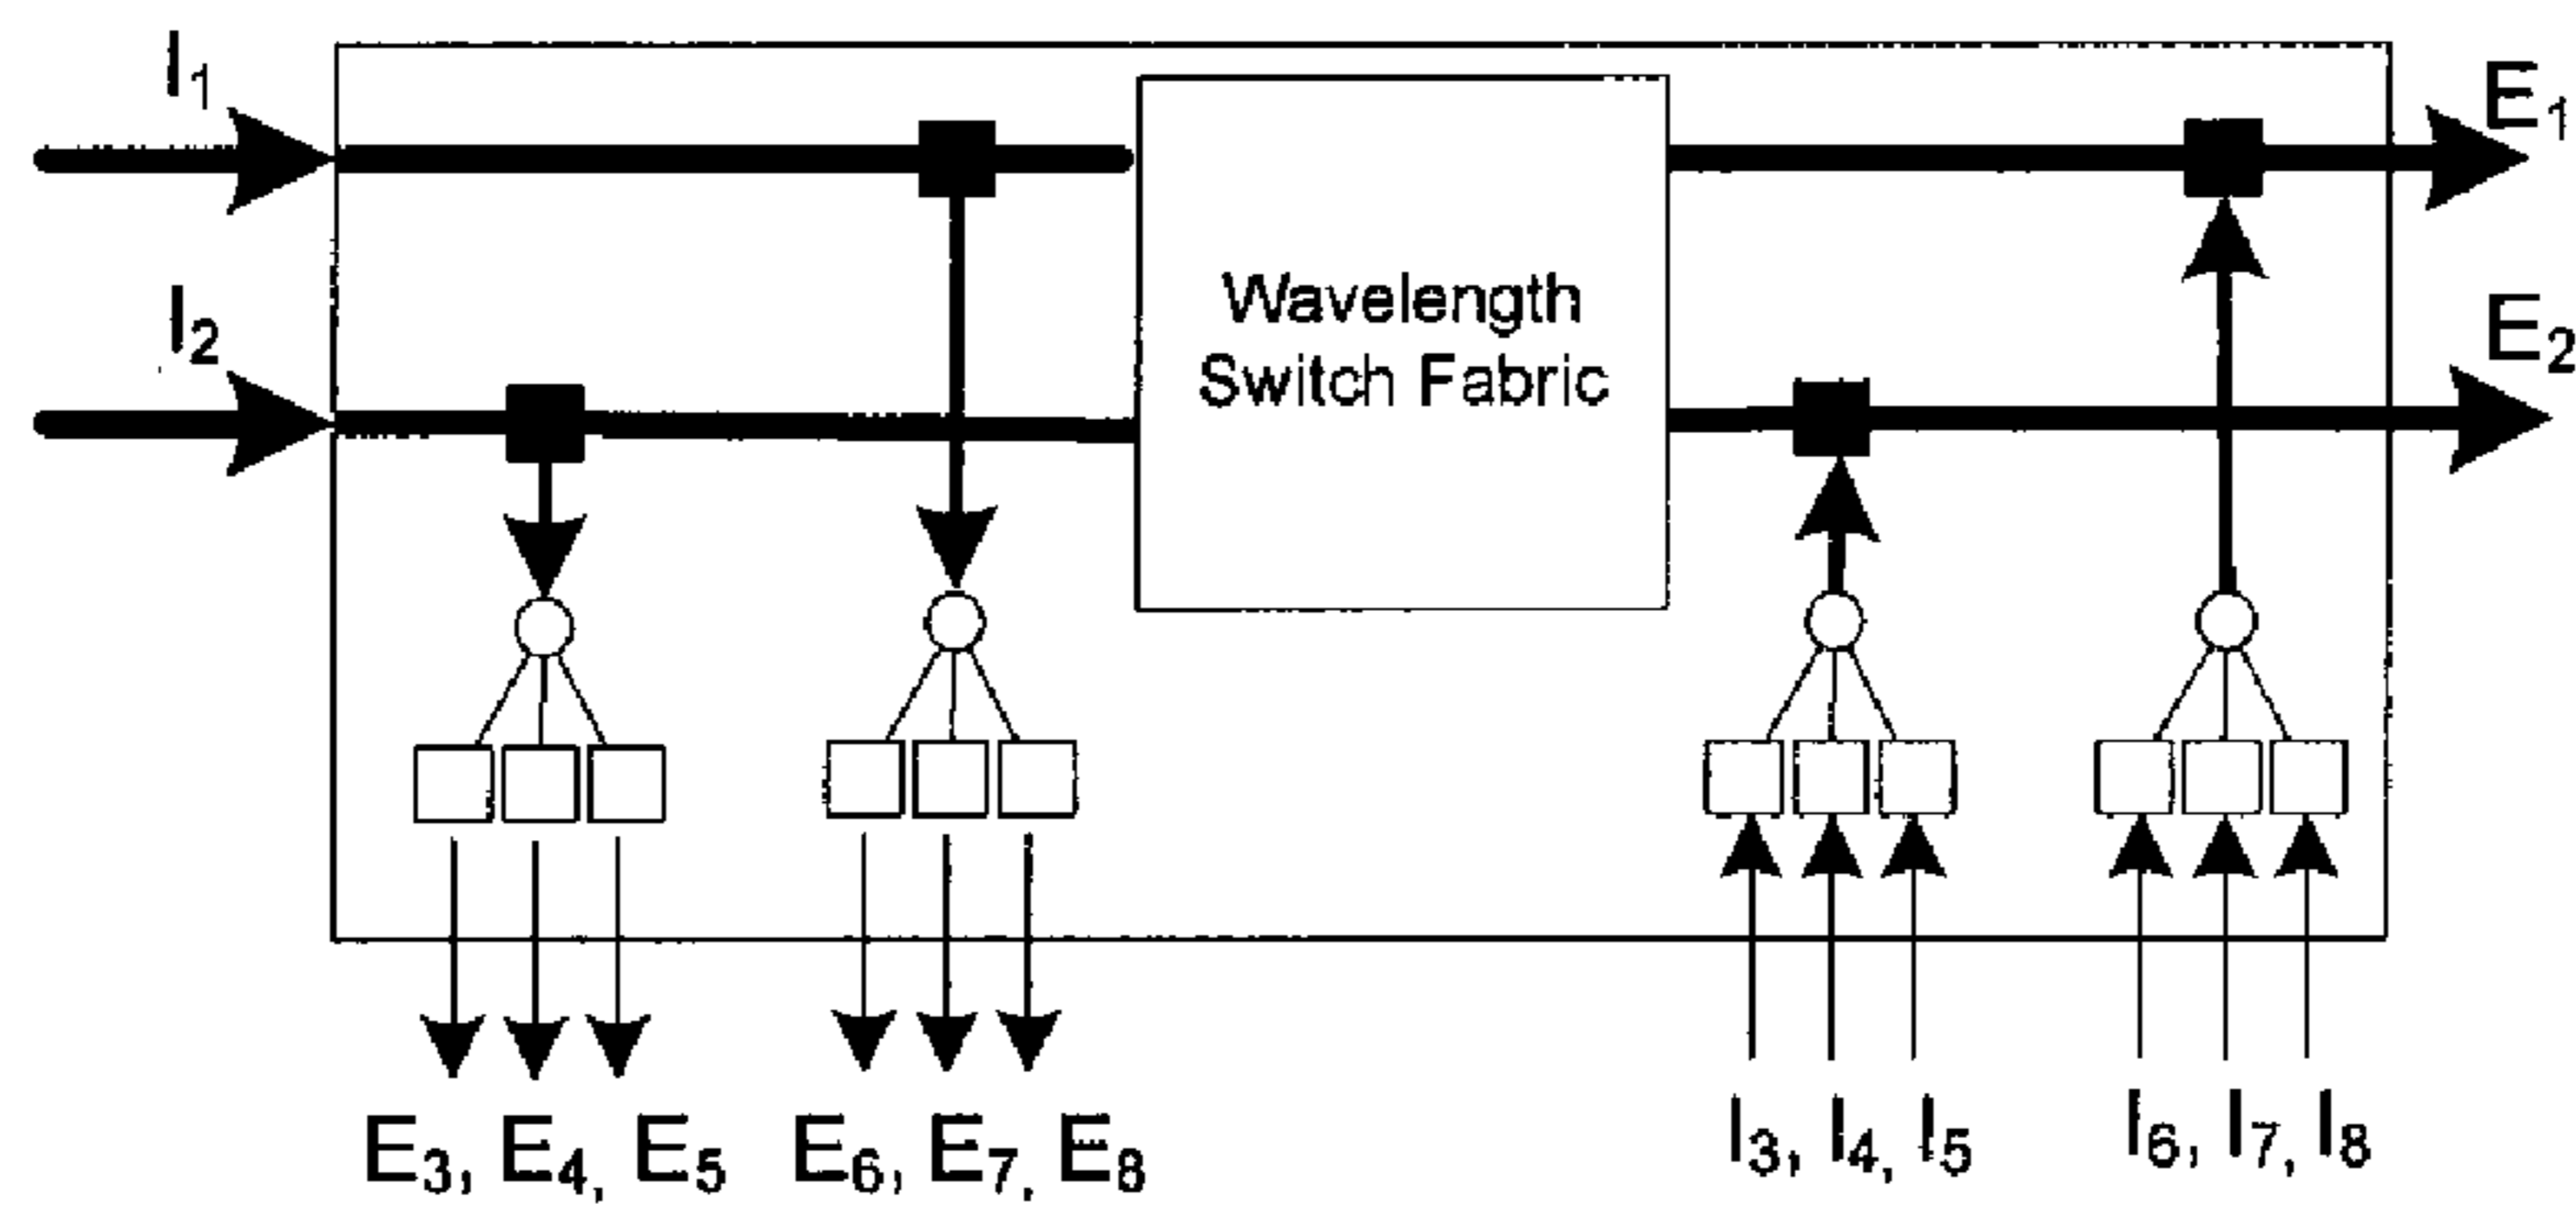 I₁
E₁
I₂
E₂
Wavelength
Switch Fabric
E₃, E₄, E₅
E₆, E₇, E₈
I₃, I₄, I₅
I₆, I₇, I₈